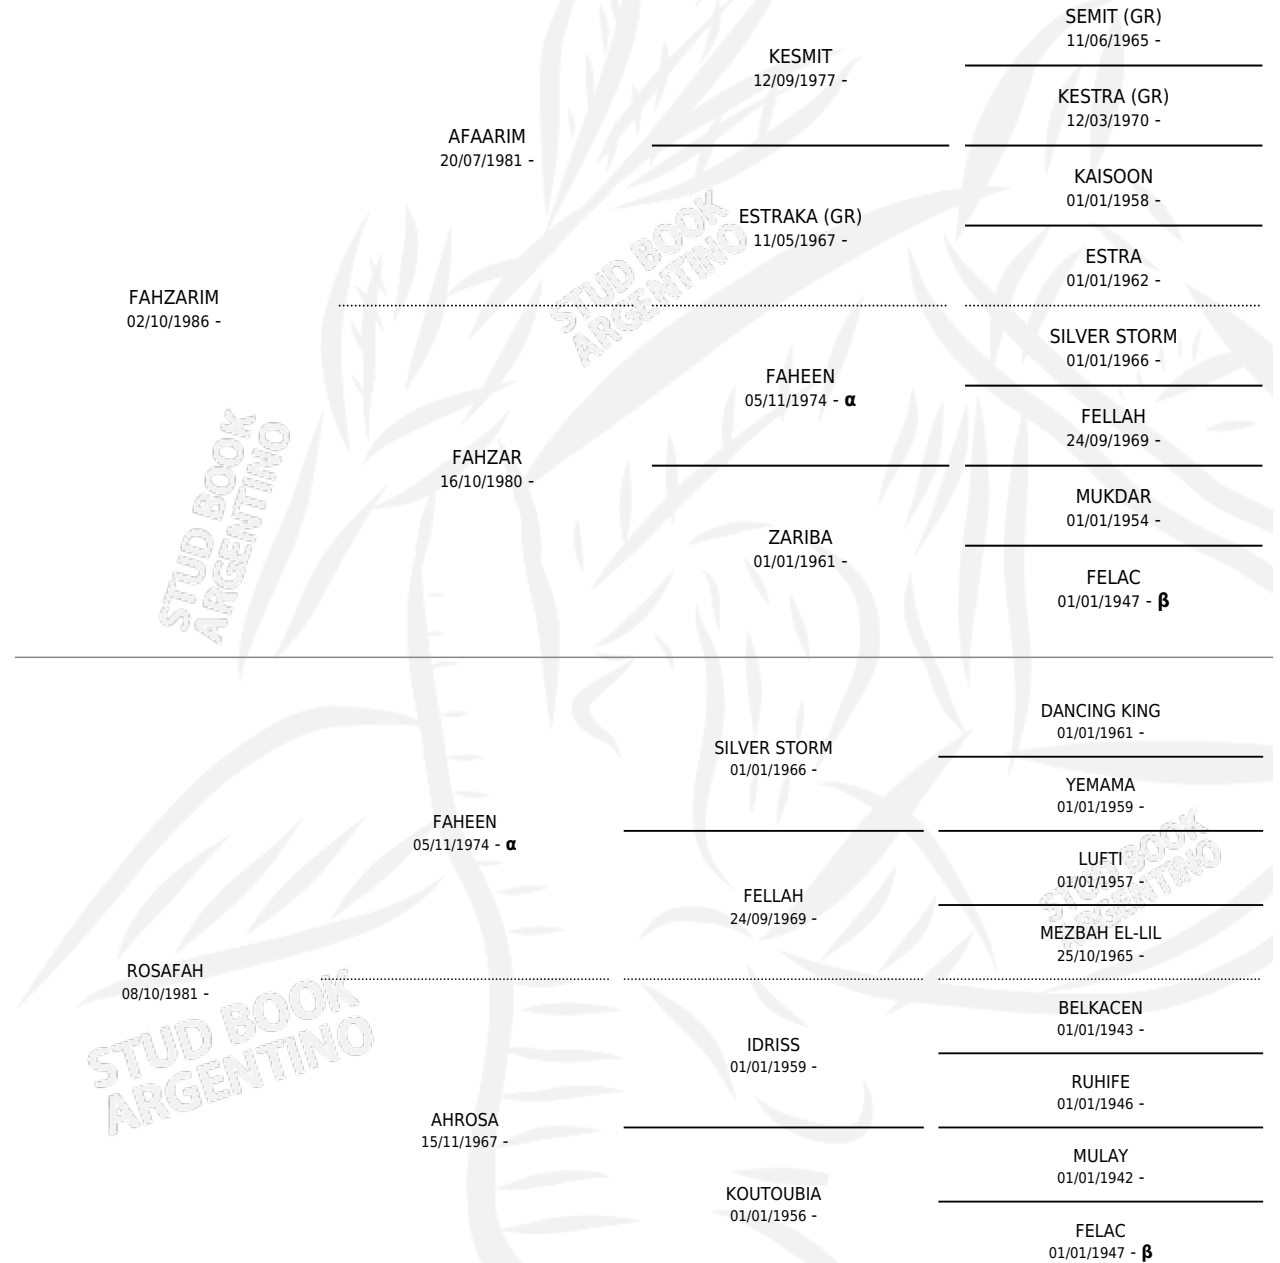 SEMIT (GR)
11/06/1965 -
KESMIT
12/09/1977 -
KESTRA (GR)
12/03/1970 -
AFAARIM
20/07/1981 -
KAISOON
01/01/1958 -
ESTRAKA (GR)
11/05/1967 -
ESTRA
01/01/1962 -
STUD BOOK
ARGENTINO
FAHZARIM
02/10/1986 -
SILVER STORM
01/01/1966 -
FAHEEN
05/11/1974 - α
FELLAH
24/09/1969 -
FAHZAR
16/10/1980 -
MUKDAR
01/01/1954 -
ZARIBA
01/01/1961 -
FELAC
01/01/1947 - β
STUD BOOK
ARGENTINO
DANCING KING
01/01/1961 -
SILVER STORM
01/01/1966 -
YEMAMA
01/01/1959 -
FAHEEN
05/11/1974 - α
LUFTI
01/01/1957 -
FELLAH
24/09/1969 -
MEZBAH EL-LIL
25/10/1965 -
STUD BOOK
ARGENTINO
ROSAFAH
08/10/1981 -
BELKACEN
01/01/1943 -
IDRISS
01/01/1959 -
RUHIFE
01/01/1946 -
STUD BOOK
ARGENTINO
AHROSA
15/11/1967 -
MULAY
01/01/1942 -
KOUTOUBIA
01/01/1956 -
FELAC
01/01/1947 - β